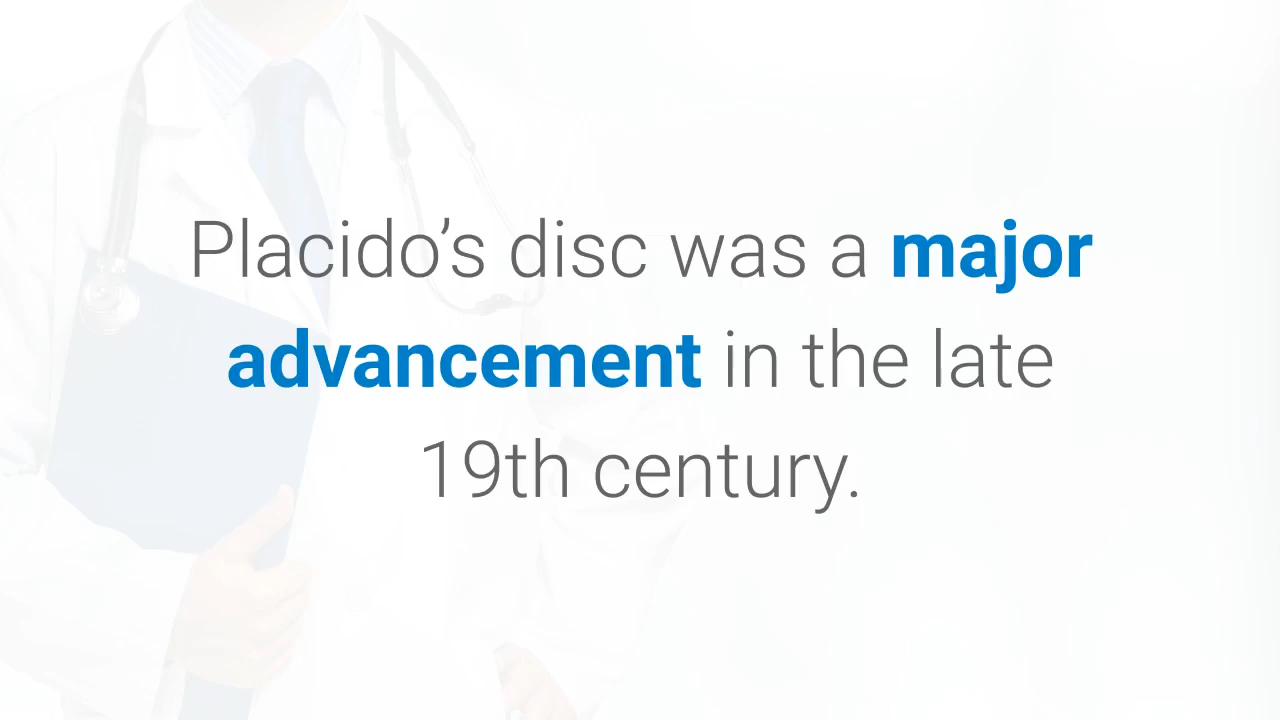 Placido’s disc was a major
advancement in the late
19th century.